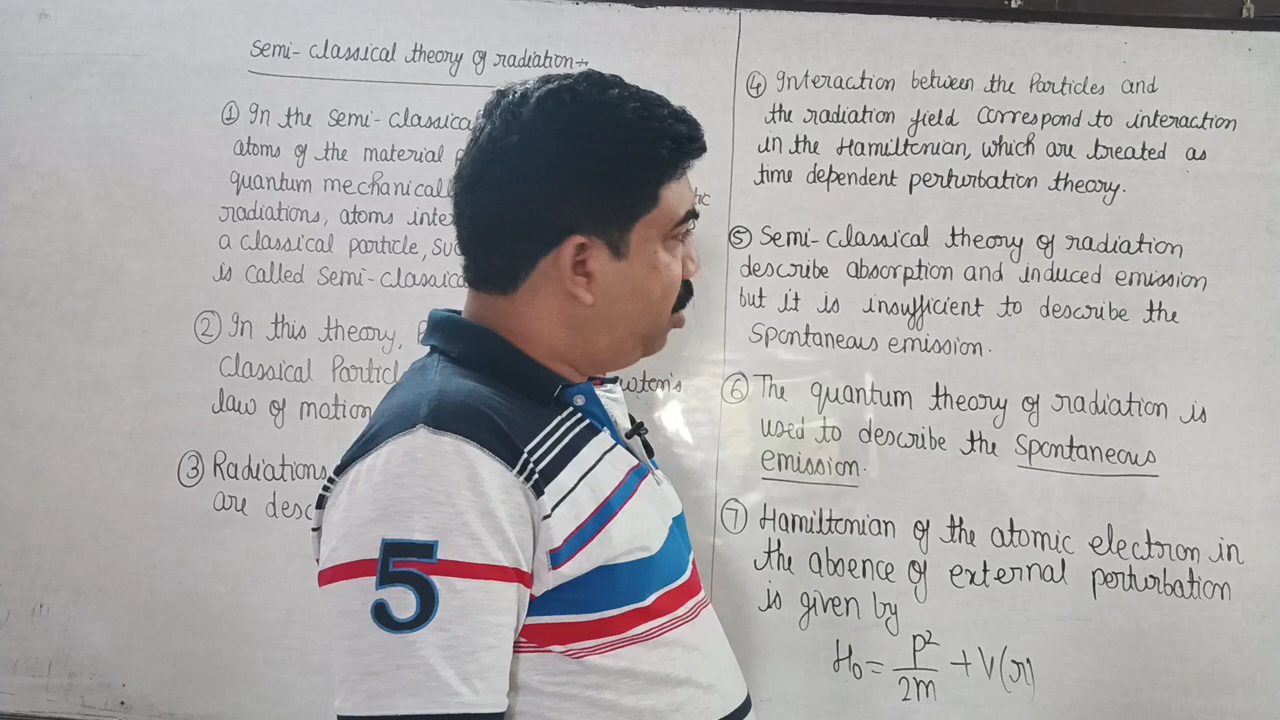 Semi-classical theory of radiation :-
① In the semi-classical
atoms of the material
quantum mechanicall
radiations, atoms inte
a classical particle, suc
is called semi-classica
② In this theory,
Classical Particl wton's
law of motion
③ Radiations
are desc
④ Interaction between the Particles and
the radiation field correspond to interaction
in the Hamiltonian, which are treated as
time dependent perturbation theory.
⑤ Semi-Classical theory of radiation
describe absorption and induced emission
but it is insufficient to describe the
Spontaneous emission.
⑥ The quantum theory of radiation is
used to describe the Spontaneous
emission.
⑦ Hamiltonian of the atomic electron in
the absence of external perturbation
is given by
H₀ = P²/2m + V(r)
5